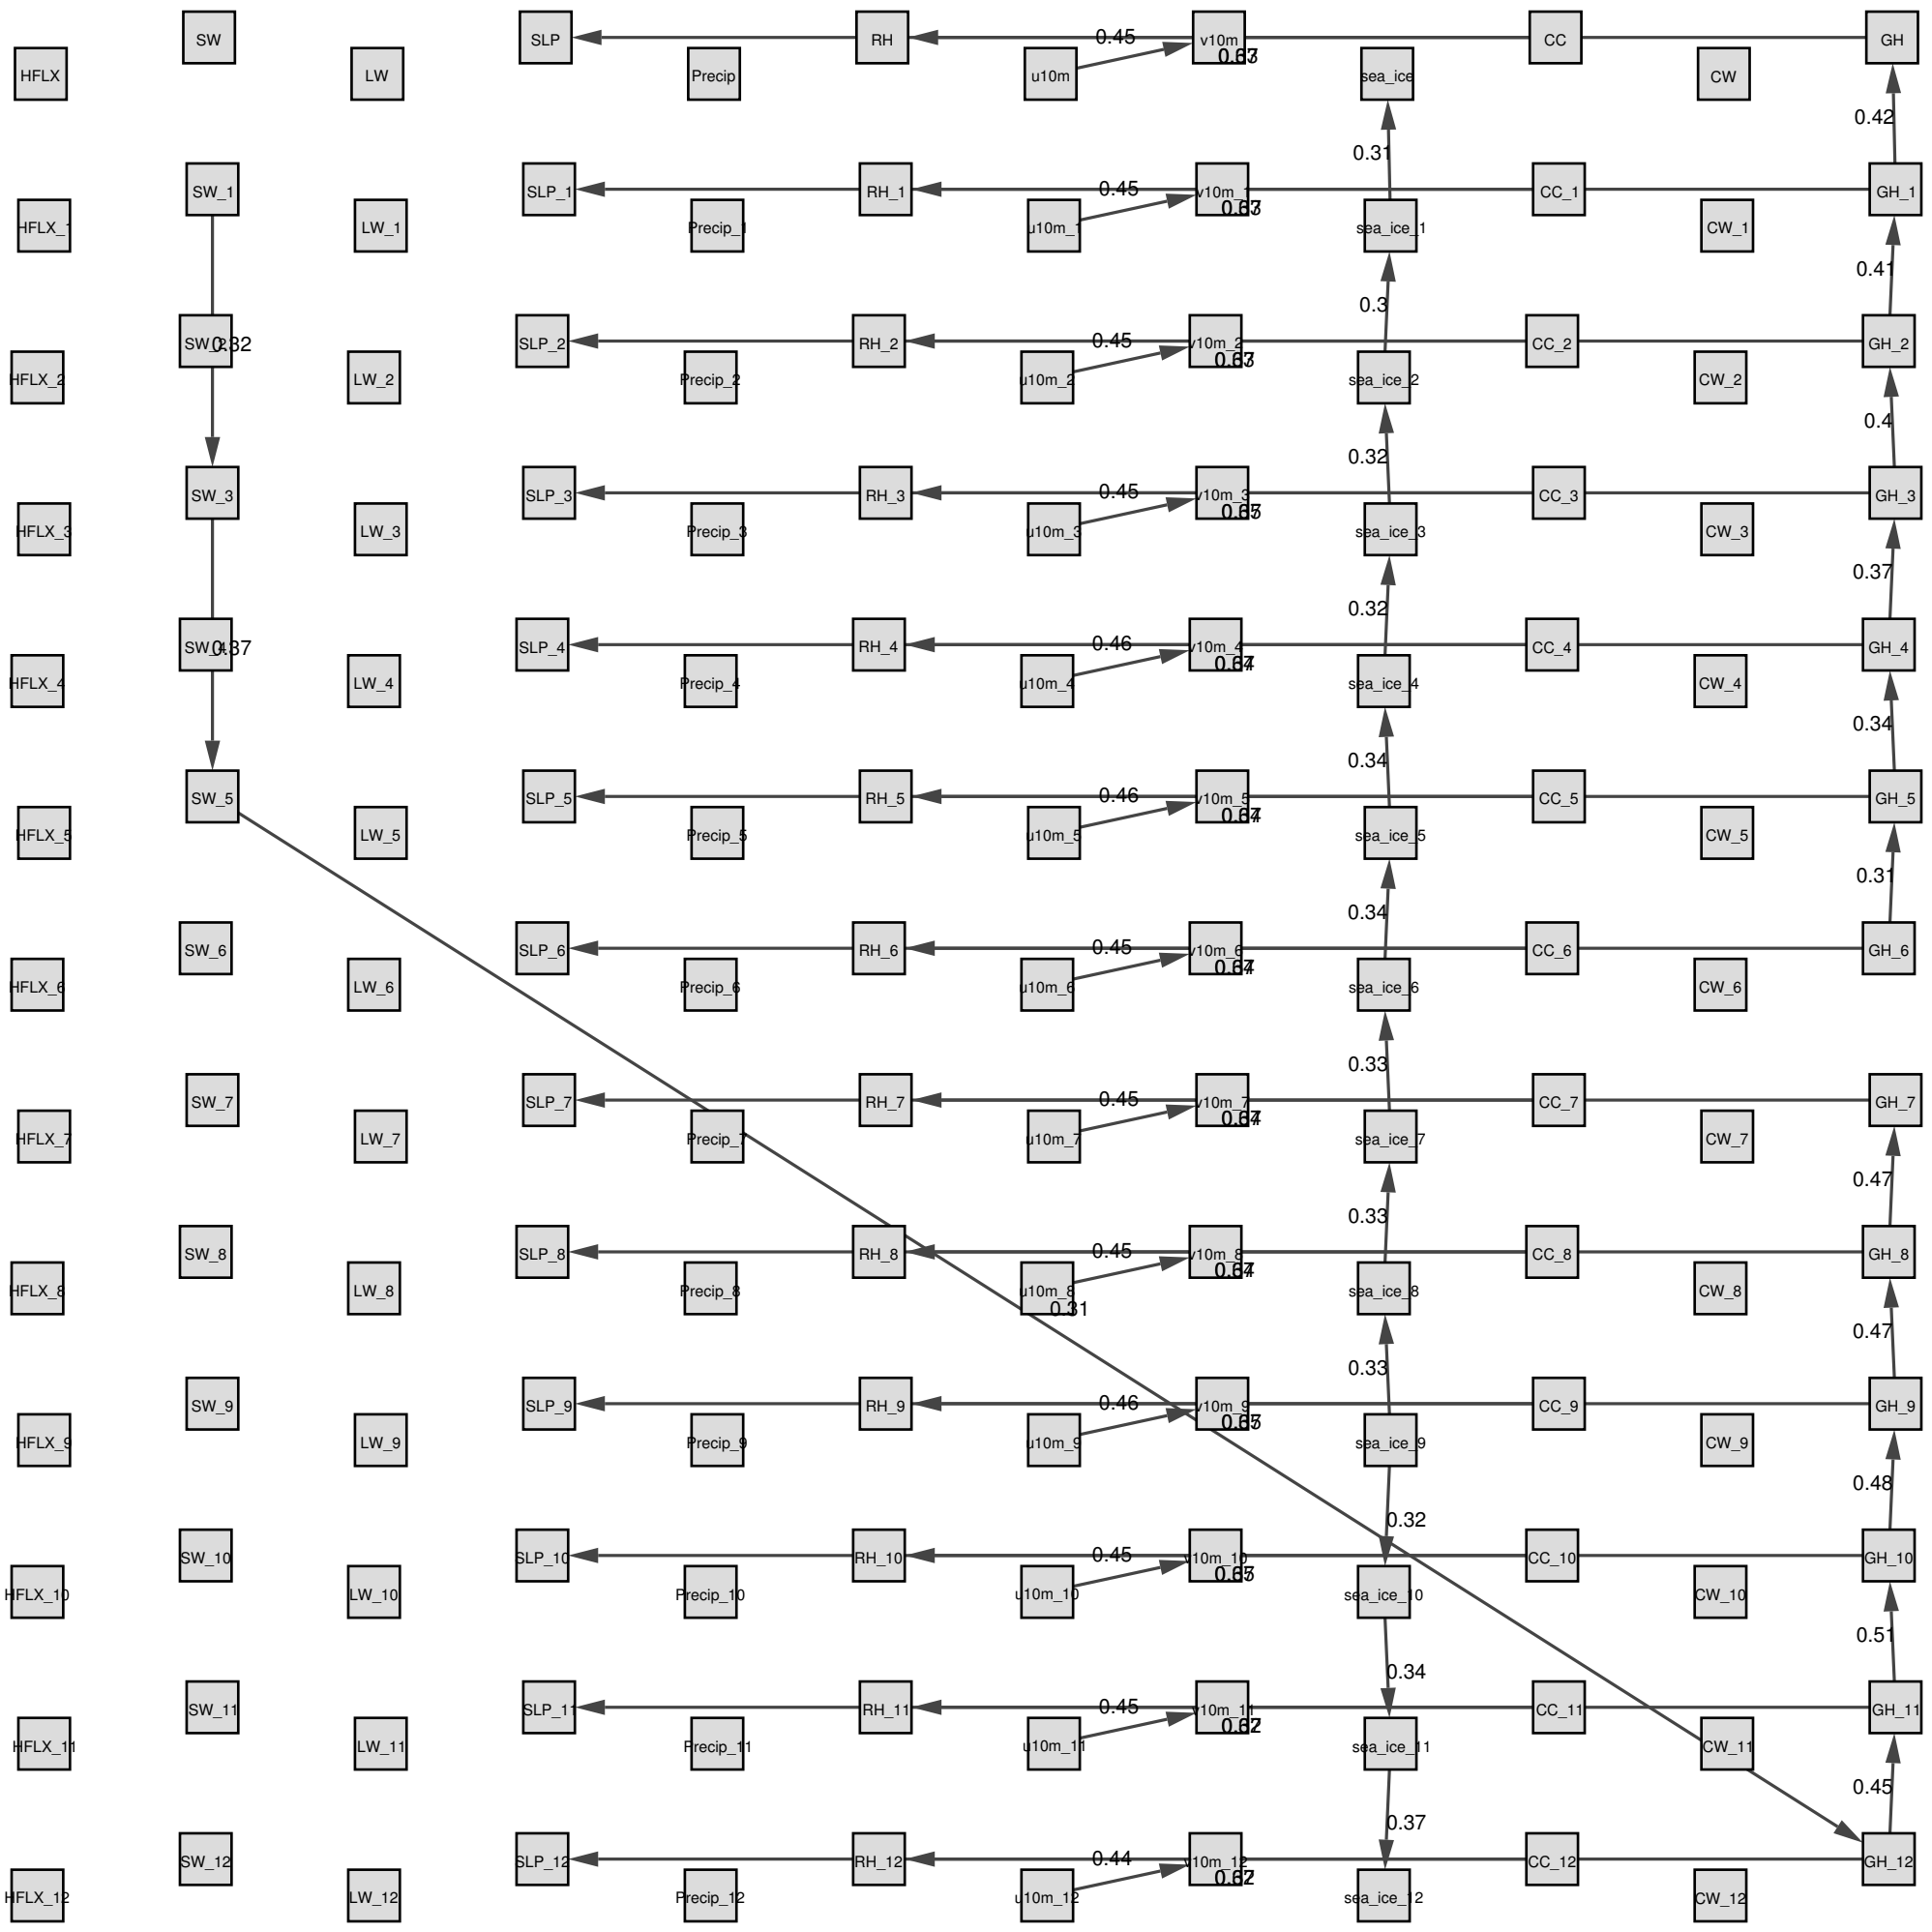 SW SLP RH 0.45 v10m CC GH
HFLX LW Precip u10m sea_ice CW
0.42
0.31
SW_1 SLP_1 RH_1 0.45 v10m_1 CC_1 GH_1
HFLX_1 LW_1 Precip_1 u10m_1 sea_ice_1 CW_1
0.41
0.3
0.32 SLP_2 RH_2 0.45 v10m_2 CC_2 GH_2
HFLX_2 LW_2 Precip_2 u10m_2 sea_ice_2 CW_2
0.4
0.32
SW_3 SLP_3 RH_3 0.45 v10m_3 CC_3 GH_3
HFLX_3 LW_3 Precip_3 u10m_3 sea_ice_3 CW_3
0.37
0.32
0.37 SLP_4 RH_4 0.46 v10m_4 CC_4 GH_4
HFLX_4 LW_4 Precip_4 u10m_4 sea_ice_4 CW_4
0.34
0.34
SW_5 SLP_5 RH_5 0.46 v10m_5 CC_5 GH_5
HFLX_5 LW_5 Precip_5 u10m_5 sea_ice_5 CW_5
0.31
0.34
SW_6 SLP_6 RH_6 0.45 v10m_6 CC_6 GH_6
HFLX_6 LW_6 Precip_6 u10m_6 sea_ice_6 CW_6
0.33
SW_7 SLP_7 RH_7 0.45 v10m_7 CC_7 GH_7
HFLX_7 LW_7 Precip_7 u10m_7 sea_ice_7 CW_7
0.47
0.33
SW_8 SLP_8 RH_8 0.45 v10m_8 CC_8 GH_8
HFLX_8 LW_8 Precip_8 u10m_8 sea_ice_8 CW_8
0.31
0.47
0.33
SW_9 SLP_9 RH_9 0.46 v10m_9 CC_9 GH_9
HFLX_9 LW_9 Precip_9 u10m_9 sea_ice_9 CW_9
0.48
0.32
SW_10 SLP_10 RH_10 0.45 v10m_10 CC_10 GH_10
HFLX_10 LW_10 Precip_10 u10m_10 sea_ice_10 CW_10
0.51
0.34
SW_11 SLP_11 RH_11 0.45 v10m_11 CC_11 GH_11
HFLX_11 LW_11 Precip_11 u10m_11 sea_ice_11 CW_11
0.45
0.37
SW_12 SLP_12 RH_12 0.44 v10m_12 CC_12 GH_12
HFLX_12 LW_12 Precip_12 u10m_12 sea_ice_12 CW_12